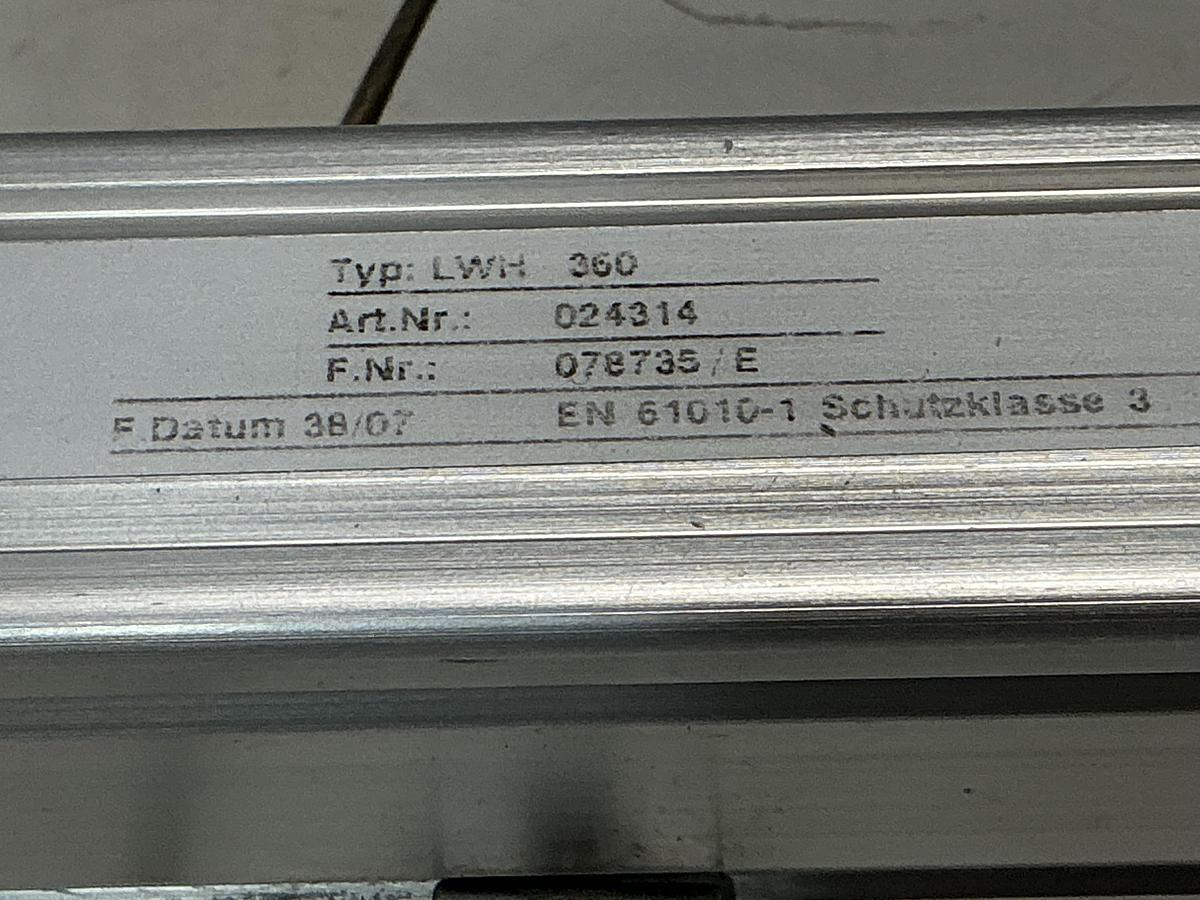 Typ: LWH 360
Art.Nr.: 024314
F.Nr.: 078735/E
F.Datum 38/07 EN 61010-1 Schutzklasse 3